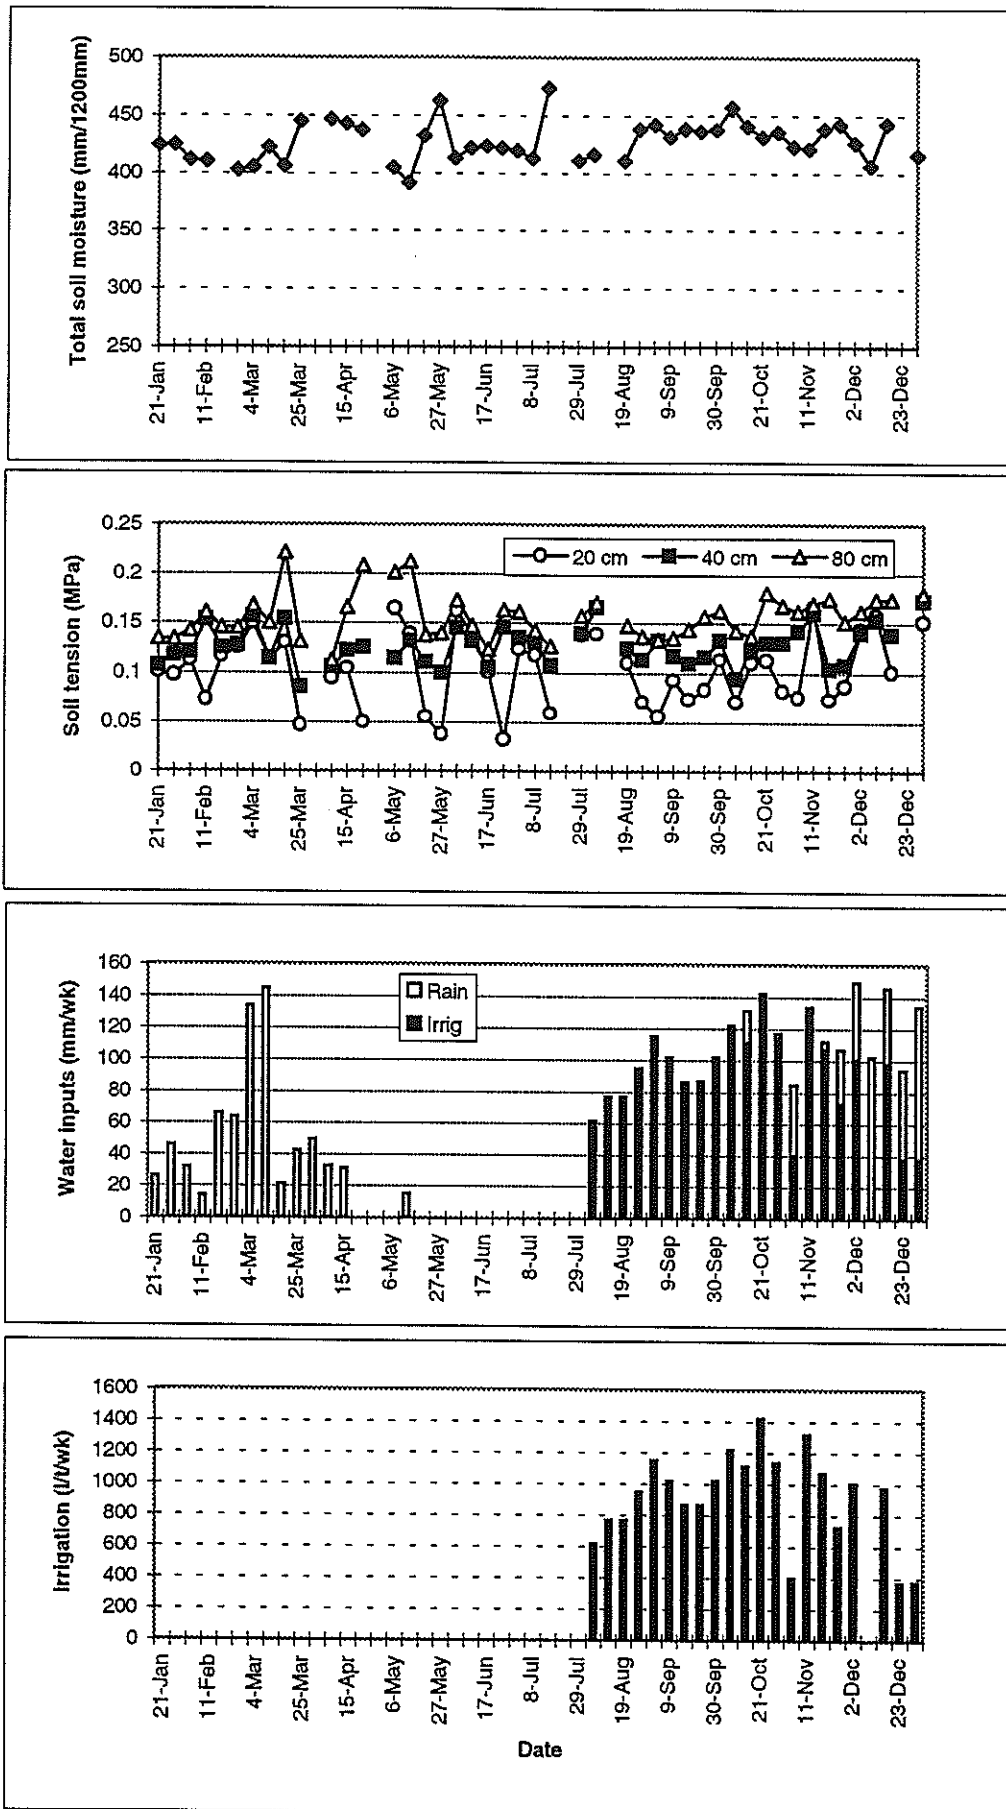 500
450
400
350
300
250
Total soil moisture (mm/1200mm)
21-Jan
11-Feb
4-Mar
25-Mar
15-Apr
6-May
27-May
17-Jun
8-Jul
29-Jul
19-Aug
9-Sep
30-Sep
21-Oct
11-Nov
2-Dec
23-Dec
0.25
0.2
0.15
0.1
0.05
0
Soil tension (MPa)
20 cm 40 cm 80 cm
21-Jan
11-Feb
4-Mar
25-Mar
15-Apr
6-May
27-May
17-Jun
8-Jul
29-Jul
19-Aug
9-Sep
30-Sep
21-Oct
11-Nov
2-Dec
23-Dec
160
140
120
100
80
60
40
20
0
Water inputs (mm/wk)
Rain
Irrig
21-Jan
11-Feb
4-Mar
25-Mar
15-Apr
6-May
27-May
17-Jun
8-Jul
29-Jul
19-Aug
9-Sep
30-Sep
21-Oct
11-Nov
2-Dec
23-Dec
1600
1400
1200
1000
800
600
400
200
0
Irrigation (l/t/wk)
21-Jan
11-Feb
4-Mar
25-Mar
15-Apr
6-May
27-May
17-Jun
8-Jul
29-Jul
19-Aug
9-Sep
30-Sep
21-Oct
11-Nov
2-Dec
23-Dec
Date